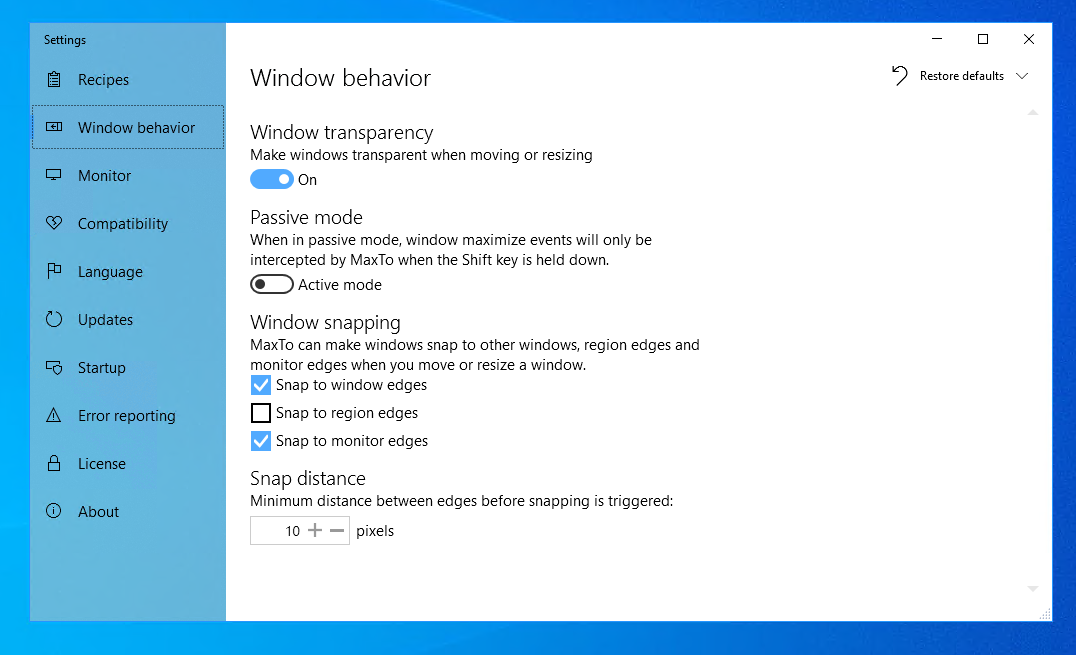 Settings
Recipes
Window behavior
Monitor
Compatibility
Language
Updates
Startup
Error reporting
License
About
Window behavior
Restore defaults
Window transparency
Make windows transparent when moving or resizing
On
Passive mode
When in passive mode, window maximize events will only be
intercepted by MaxTo when the Shift key is held down.
Active mode
Window snapping
MaxTo can make windows snap to other windows, region edges and
monitor edges when you move or resize a window.
Snap to window edges
Snap to region edges
Snap to monitor edges
Snap distance
Minimum distance between edges before snapping is triggered:
10 pixels